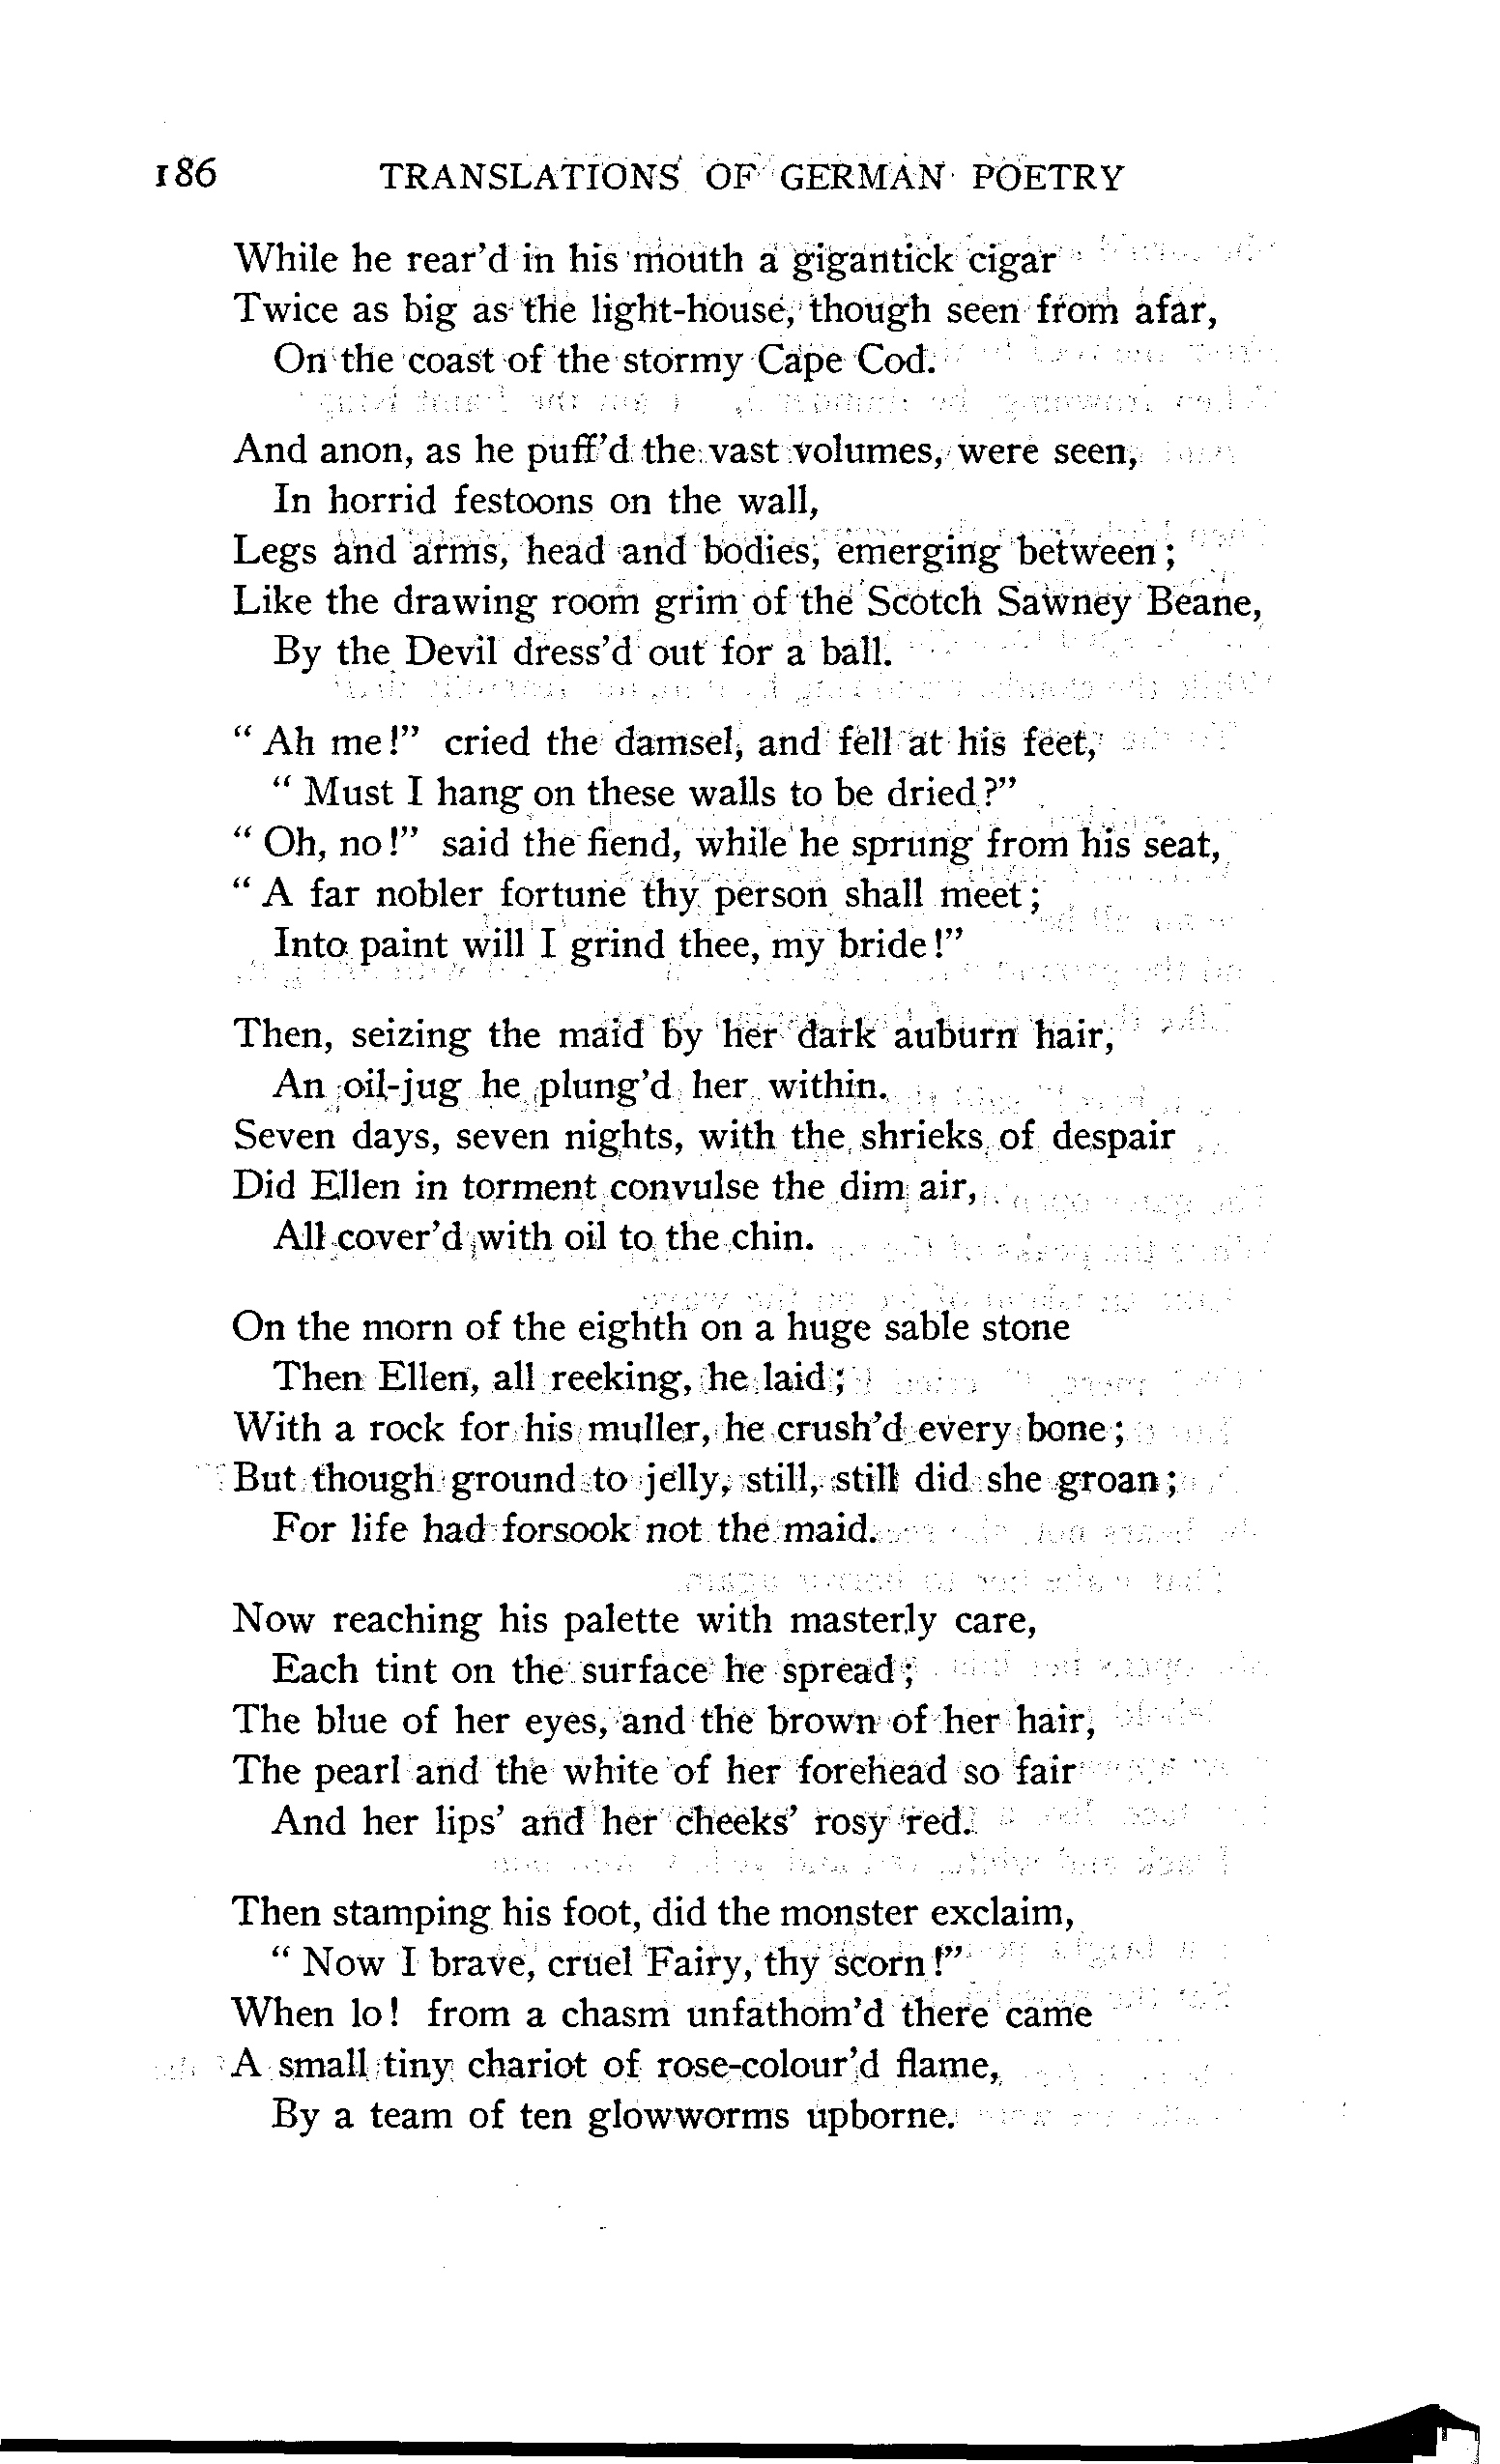 186 TRANSLATIONS OF GERMAN POETRY
While he rear'd in his mouth a gigantick cigar
Twice as big as the light-house, though seen from afar,
On the coast of the stormy Cape Cod.
And anon, as he puff'd the vast volumes, were seen,
In horrid festoons on the wall,
Legs and arms, head and bodies, emerging between;
Like the drawing room grim of the Scotch Sawney Beane,
By the Devil dress'd out for a ball.
"Ah me!" cried the damsel, and fell at his feet,
"Must I hang on these walls to be dried?"
"Oh, no!" said the fiend, while he sprung from his seat,
"A far nobler fortune thy person shall meet;
Into paint will I grind thee, my bride!"
Then, seizing the maid by her dark auburn hair,
An oil-jug he plung'd her within.
Seven days, seven nights, with the shrieks of despair
Did Ellen in torment convulse the dim air,
All cover'd with oil to the chin.
On the morn of the eighth on a huge sable stone
Then Ellen, all reeking, he laid;
With a rock for his muller, he crush'd every bone;
But though ground to jelly, still, still did she groan;
For life had forsook not the maid.
Now reaching his palette with masterly care,
Each tint on the surface he spread;
The blue of her eyes, and the brown of her hair,
The pearl and the white of her forehead so fair
And her lips' and her cheeks' rosy red.
Then stamping his foot, did the monster exclaim,
"Now I brave, cruel Fairy, thy scorn!"
When lo! from a chasm unfathom'd there came
A small tiny chariot of rose-colour'd flame,
By a team of ten glowworms upborne.